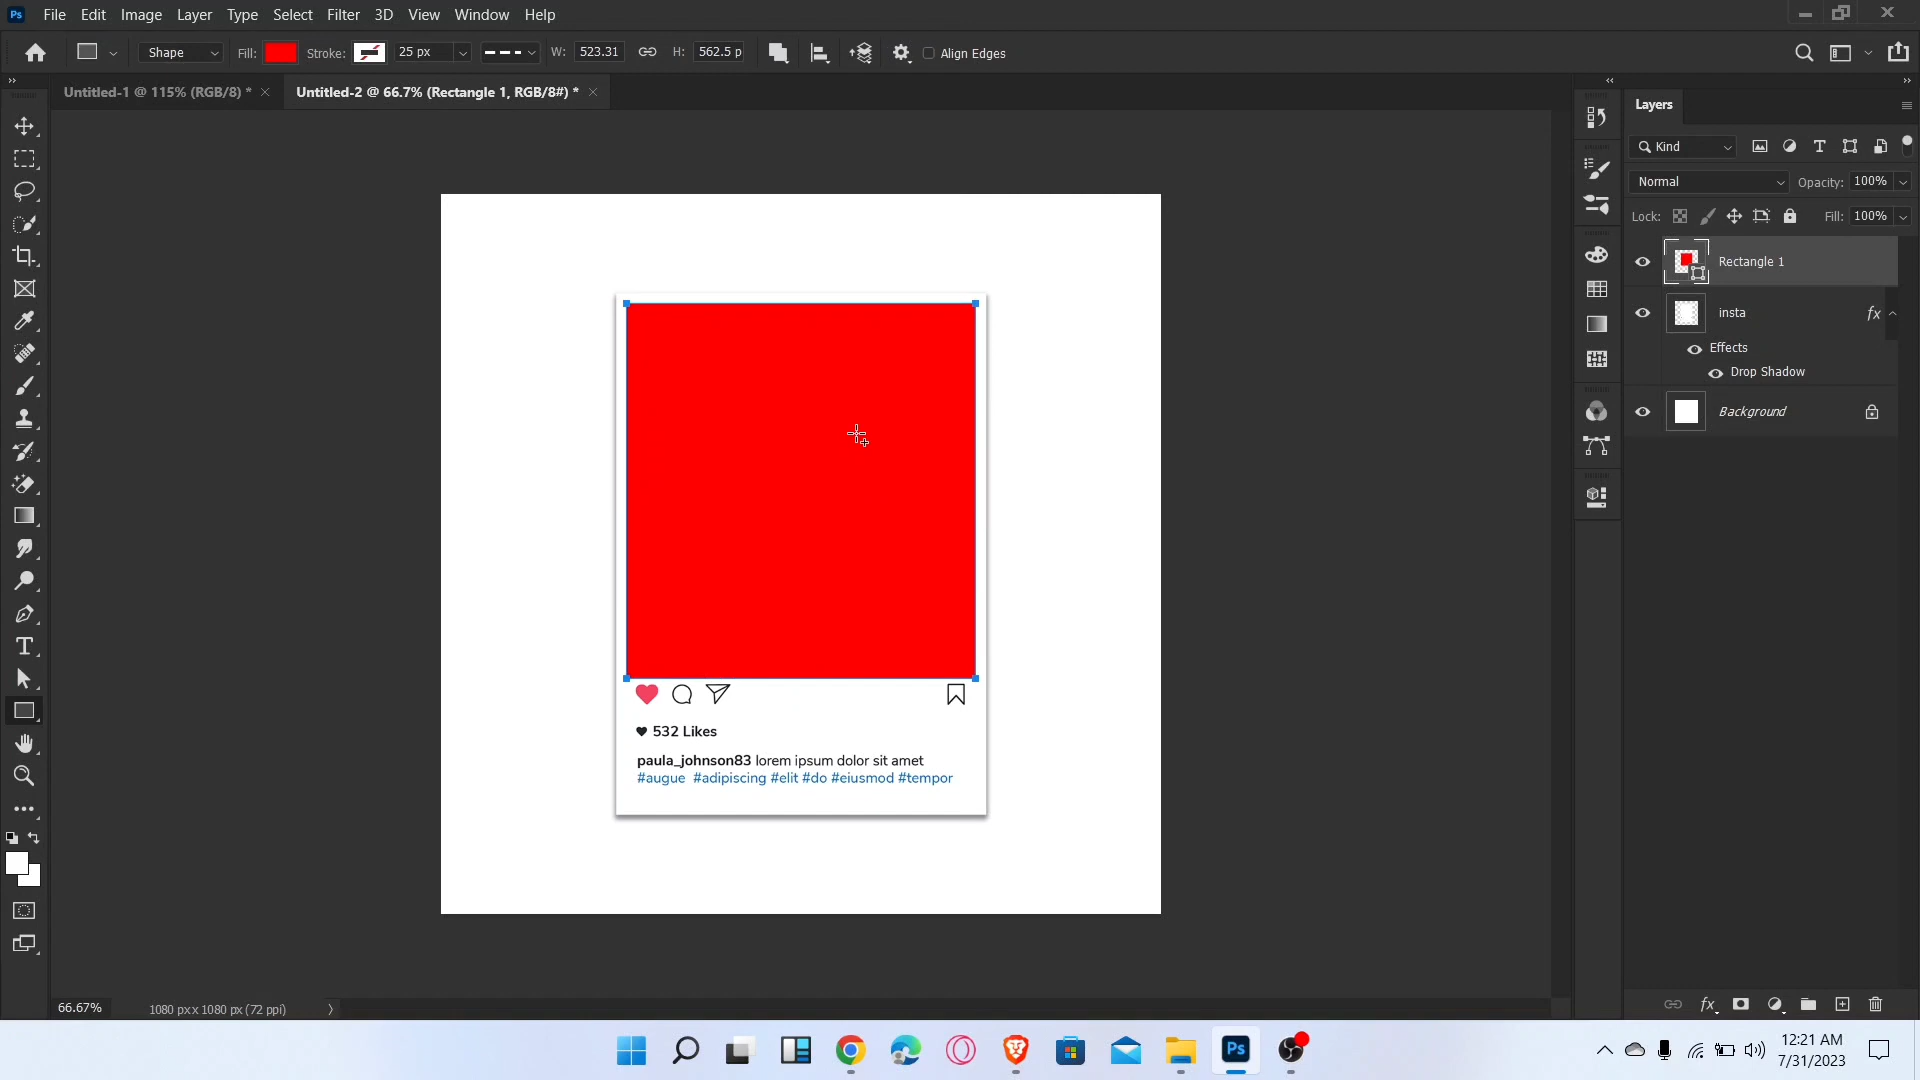 Ps File Edit Image Layer Type Select Filter 3D View Window Help
Shape Fill: Stroke: 25 px W: 523.31 H: 562.5 p Align Edges
Untitled-1 @ 115% (RGB/8) * Untitled-2 @ 66.7% (Rectangle 1, RGB/8#) *
Layers
Kind
Normal Opacity: 100%
Lock: Fill: 100%
Rectangle 1
insta fx
Effects
Drop Shadow
Background
532 Likes
paula_johnson83 lorem ipsum dolor sit amet
#augue #adipiscing #elit #do #eiusmod #tempor
66.67% 1080 px x 1080 px (72 ppi)
fx
Ps
12:21 AM
7/31/2023